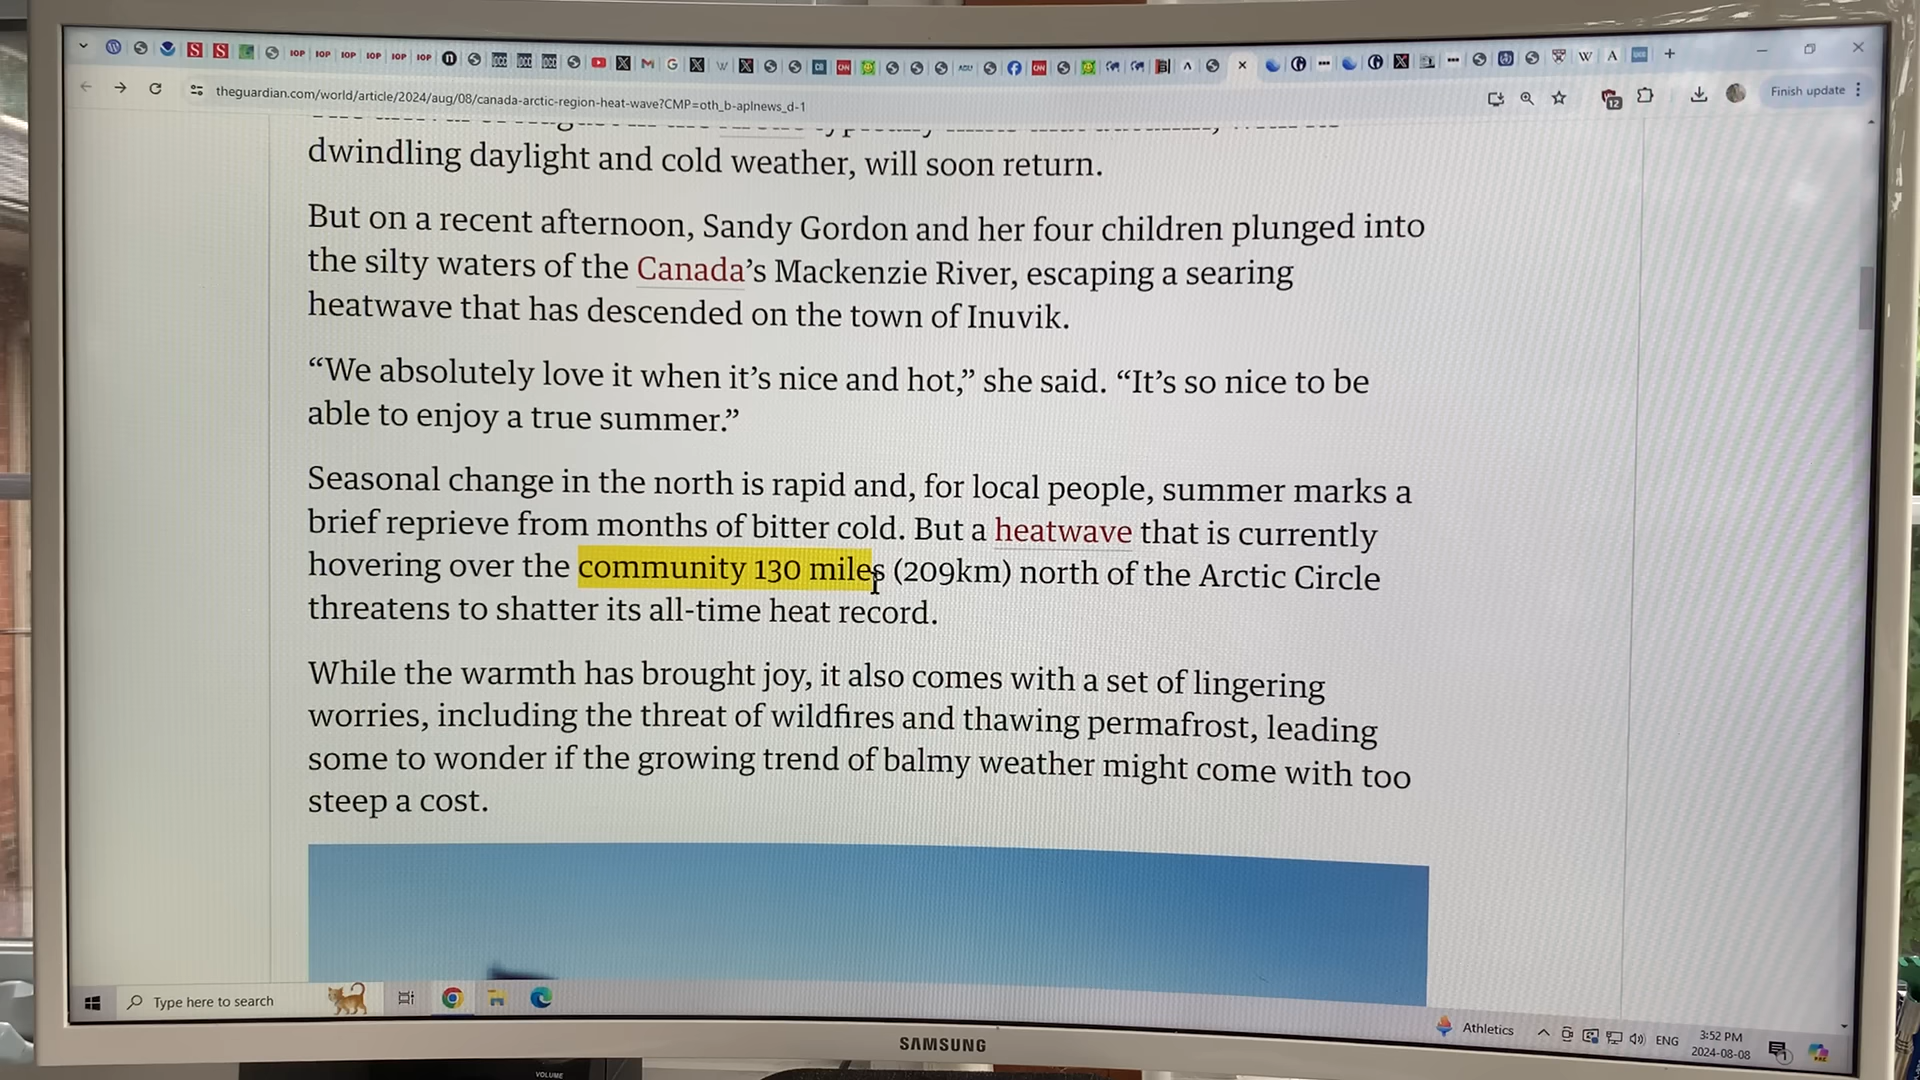 IOP IOP IOP IOP IOP IOP
theguardian.com/world/article/2024/aug/08/canada-arctic-region-heat-wave?CMP=oth_b-aplnews_d-1
12
Finish update
dwindling daylight and cold weather, will soon return.
But on a recent afternoon, Sandy Gordon and her four children plunged into
the silty waters of the Canada’s Mackenzie River, escaping a searing
heatwave that has descended on the town of Inuvik.
“We absolutely love it when it’s nice and hot,” she said. “It’s so nice to be
able to enjoy a true summer.”
Seasonal change in the north is rapid and, for local people, summer marks a
brief reprieve from months of bitter cold. But a heatwave that is currently
hovering over the community 130 miles (209km) north of the Arctic Circle
threatens to shatter its all-time heat record.
While the warmth has brought joy, it also comes with a set of lingering
worries, including the threat of wildfires and thawing permafrost, leading
some to wonder if the growing trend of balmy weather might come with too
steep a cost.
Type here to search
Athletics
ENG
3:52 PM
2024-08-08
1
SAMSUNG
VOLUME